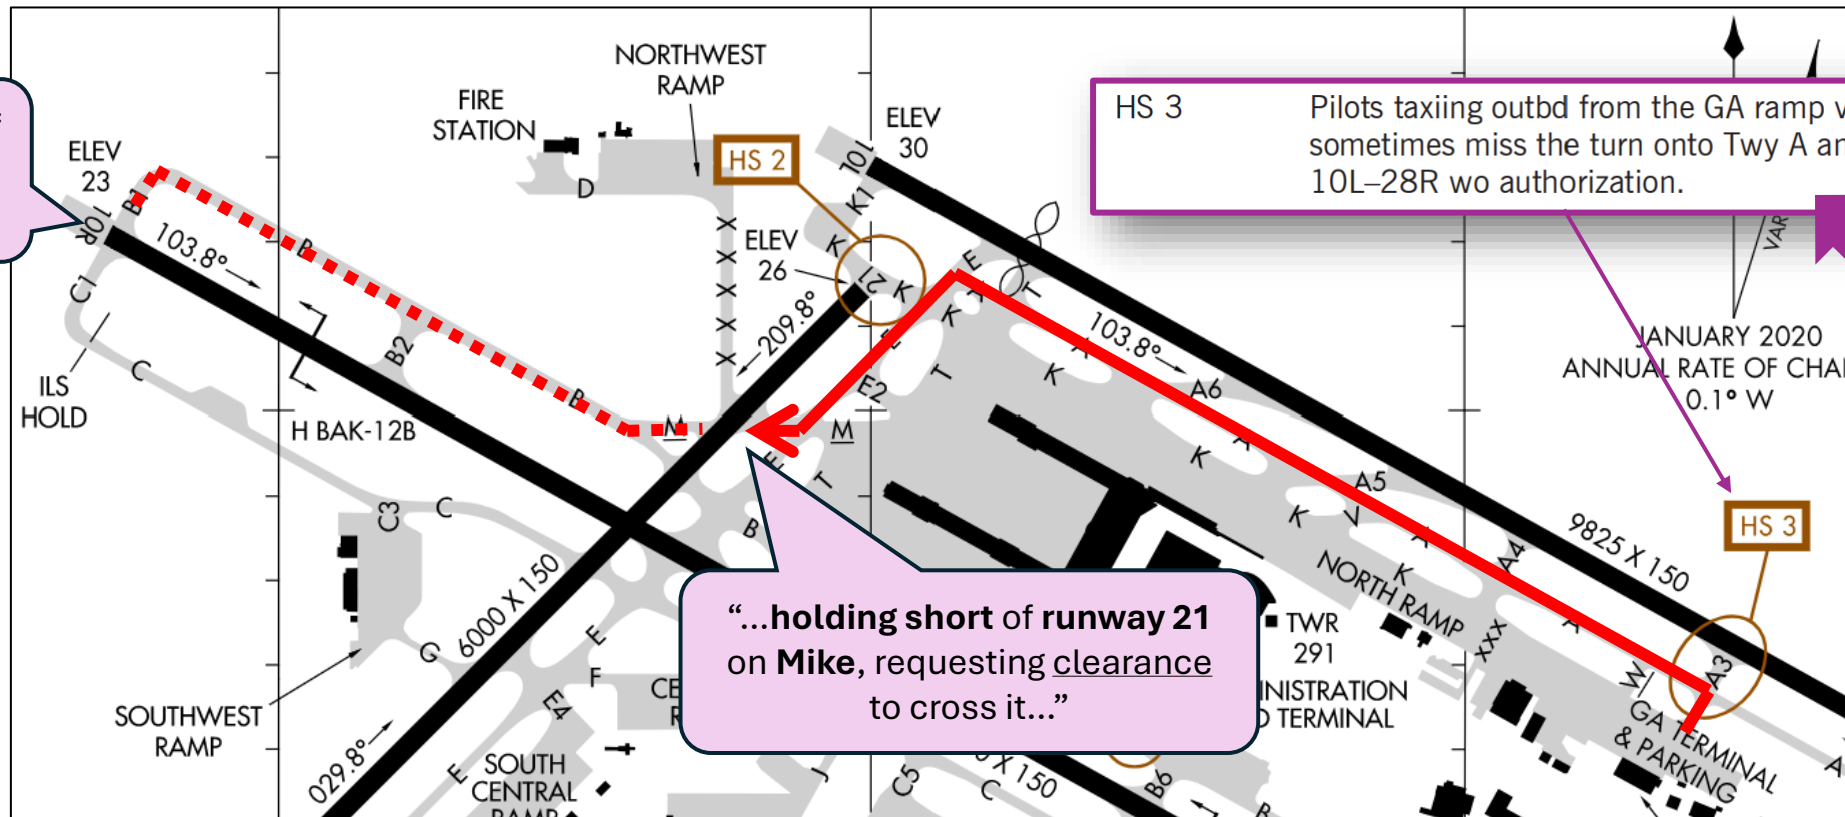 NORTHWEST
RAMP
FIRE
STATION
HS 2
ELEV
30
ELEV
23
HS 3
Pilots taxiing outbd from the GA ramp
sometimes miss the turn onto Twy A
10L–28R wo authorization.
10L
K1
D
B1
10R
103.8°
B
ELEV
26
K
21
K
E
T
K
A
VAR
C1
209.8°
E
103.8°
A
K
A6
JANUARY 2020
ANNUAL RATE OF
0.1° W
ILS
HOLD
C
B2
B
T
E2
H BAK-12B
M
M
A
K
E
T
A5
K
A
A
HS 3
C3
C
B
A4
9825 X 150
K
NORTH RAMP
“...holding short of runway 21
on Mike, requesting clearance
to cross it...”
TWR
291
A
XXX
W
A3
G
6000 X 150
E
F
E4
GA TERMINAL
& PARKING
A
SOUTHWEST
RAMP
TERMINAL
029.8°
E
SOUTH
CENTRAL
RAMP
J
C5
C
X 150
B6
B